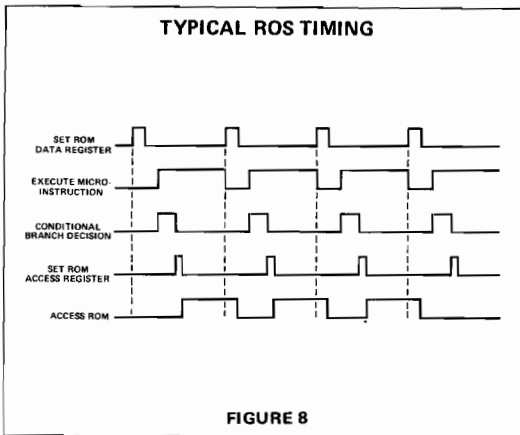 TYPICAL ROS TIMING
SET ROM
DATA REGISTER
EXECUTE MICRO-
INSTRUCTION
CONDITIONAL
BRANCH DECISION
SET ROM
ACCESS REGISTER
ACCESS ROM
FIGURE 8